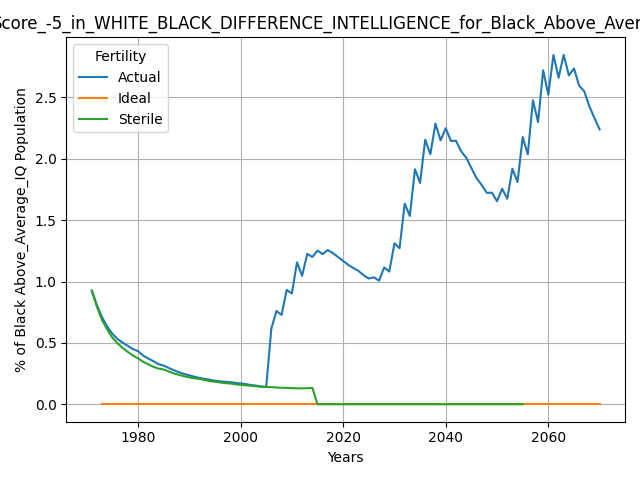 Score_-5_in_WHITE_BLACK_DIFFERENCE_INTELLIGENCE_for_Black_Above_Aver
Fertility
Actual
Ideal
Sterile
% of Black Above_Average_IQ Population
2.5
2.0
1.5
1.0
0.5
0.0
1980 2000 2020 2040 2060
Years